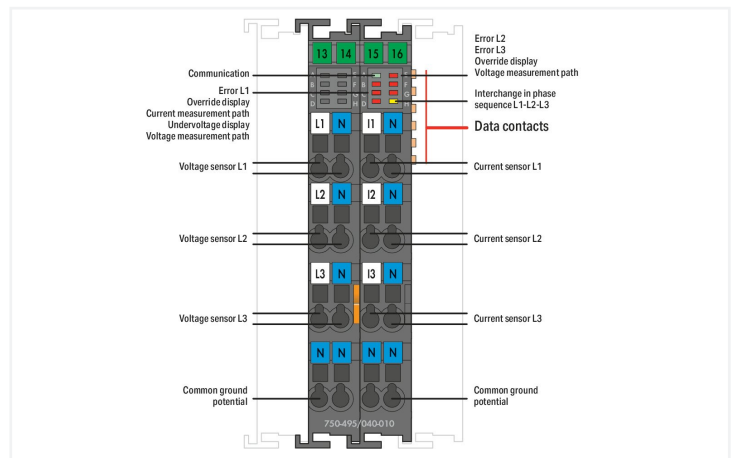 13 14 15 16
Communication
Error L1
Override display
Current measurement path
Undervoltage display
Voltage measurement path
Error L2
Error L3
Override display
Voltage measurement path
Interchange in phase
sequence L1-L2-L3
Data contacts
A E A E
B F B F
C G C G
D H D H
L1 N I1 N
Voltage sensor L1
Current sensor L1
L2 N I2 N
Voltage sensor L2
Current sensor L2
L3 N I3 N
Voltage sensor L3
Current sensor L3
N N N N
Common ground
potential
Common ground
potential
750-495/040-010